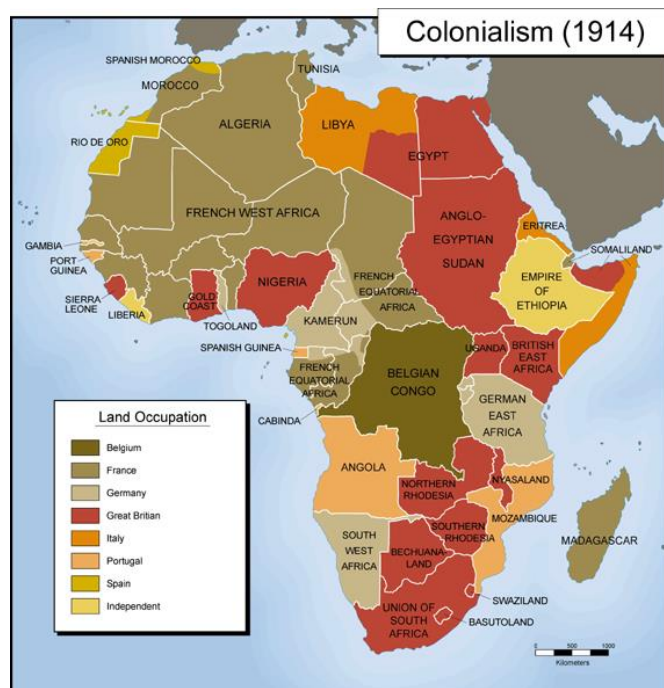 Colonialism (1914)
SPANISH MOROCCO
MOROCCO
TUNISIA
ALGERIA
LIBYA
EGYPT
RIO DE ORO
FRENCH WEST AFRICA
ANGLO-
EGYPTIAN
SUDAN
ERITREA
SOMALILAND
GAMBIA
PORT
GUINEA
NIGERIA
FRENCH
EQUATORIAL
AFRICA
EMPIRE
OF
ETHIOPIA
SIERRA
LEONE
LIBERIA
GOLD
COAST
TOGOLAND
KAMERUN
SPANISH GUINEA
FRENCH
EQUATORIAL
AFRICA
BELGIAN
CONGO
UGANDA
BRITISH
EAST
AFRICA
CABINDA
GERMAN
EAST
AFRICA
ANGOLA
NORTHERN
RHODESIA
NYASALAND
MOZAMBIQUE
SOUTHERN
RHODESIA
SOUTH
WEST
AFRICA
BECHUANA-
LAND
MADAGASCAR
SWAZILAND
BASUTOLAND
UNION OF
SOUTH
AFRICA
Land Occupation
Belgium
France
Germany
Great Britian
Italy
Portugal
Spain
Independent
0 500 1000
Kilometers